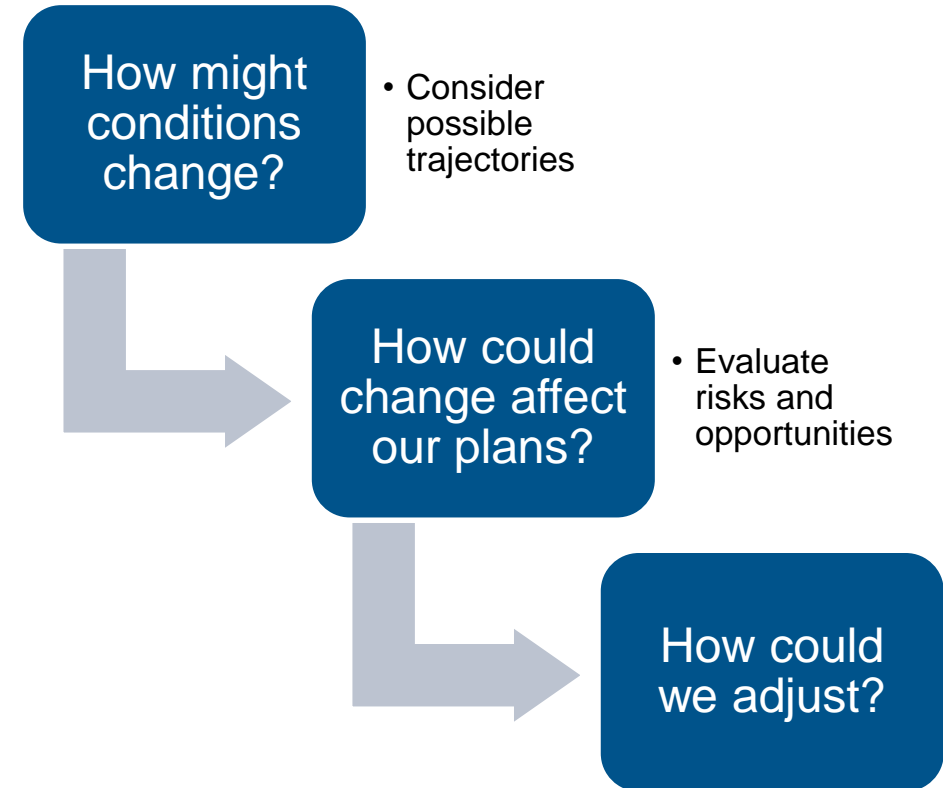 How might
conditions
change?
• Consider
possible
trajectories
How could
change affect
our plans?
• Evaluate
risks and
opportunities
How could
we adjust?